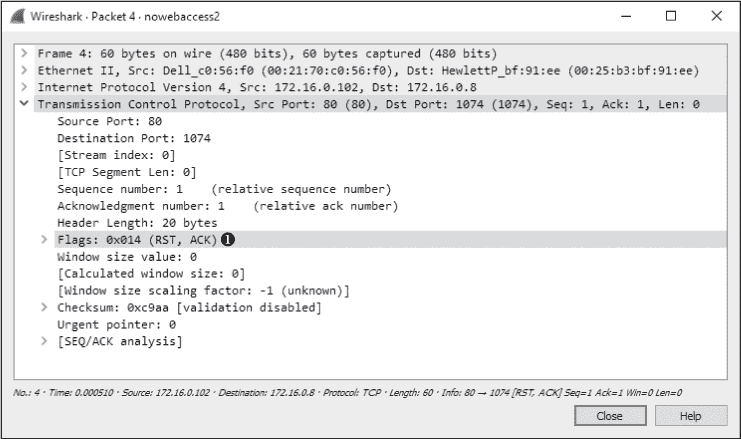 Wireshark · Packet 4 · nowebaccess2
Frame 4: 60 bytes on wire (480 bits), 60 bytes captured (480 bits)
Ethernet II, Src: Dell_c0:56:f0 (00:21:70:c0:56:f0), Dst: HewlettP_bf:91:ee (00:25:b3:bf:91:ee)
Internet Protocol Version 4, Src: 172.16.0.102, Dst: 172.16.0.8
Transmission Control Protocol, Src Port: 80 (80), Dst Port: 1074 (1074), Seq: 1, Ack: 1, Len: 0
Source Port: 80
Destination Port: 1074
[Stream index: 0]
[TCP Segment Len: 0]
Sequence number: 1    (relative sequence number)
Acknowledgment number: 1    (relative ack number)
Header Length: 20 bytes
Flags: 0x014 (RST, ACK) ❶
Window size value: 0
[Calculated window size: 0]
[Window size scaling factor: -1 (unknown)]
Checksum: 0xc9aa [validation disabled]
Urgent pointer: 0
[SEQ/ACK analysis]
No.: 4 · Time: 0.000510 · Source: 172.16.0.102 · Destination: 172.16.0.8 · Protocol: TCP · Length: 60 · Info: 80 → 1074 [RST, ACK] Seq=1 Ack=1 Win=0 Len=0
Close
Help